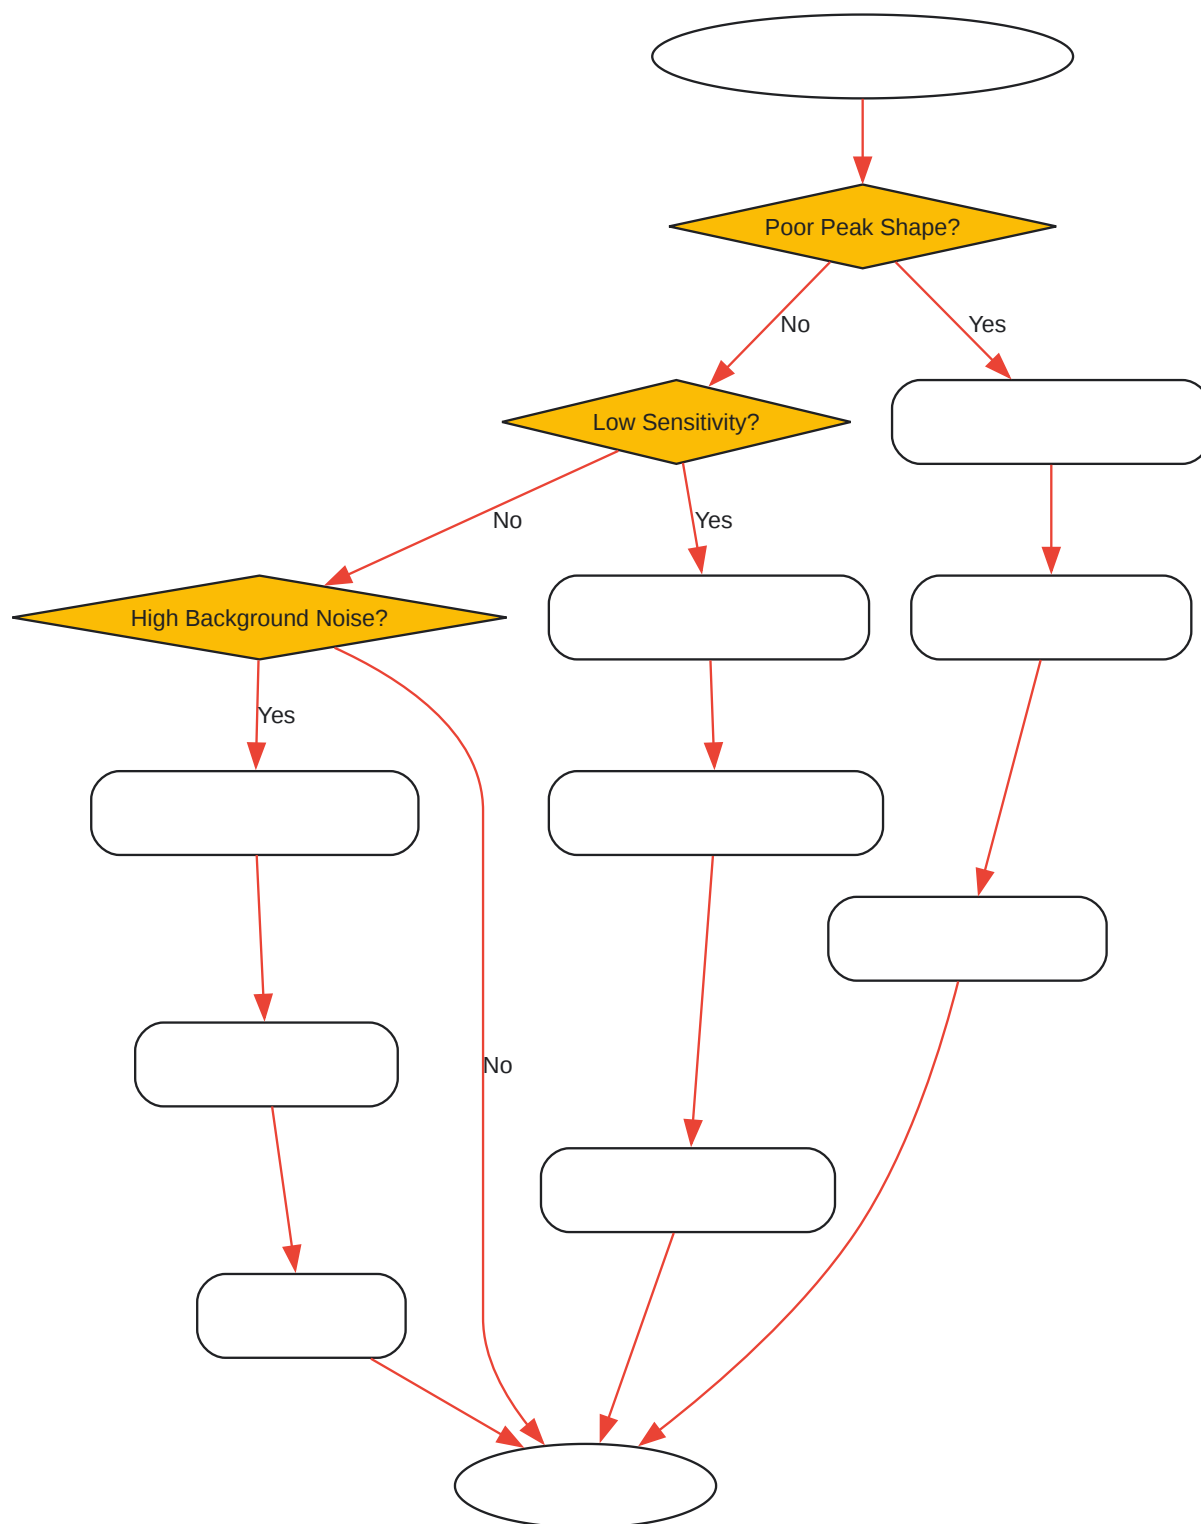 Poor Peak Shape?
No
Yes
Low Sensitivity?
No
Yes
High Background Noise?
Yes
No